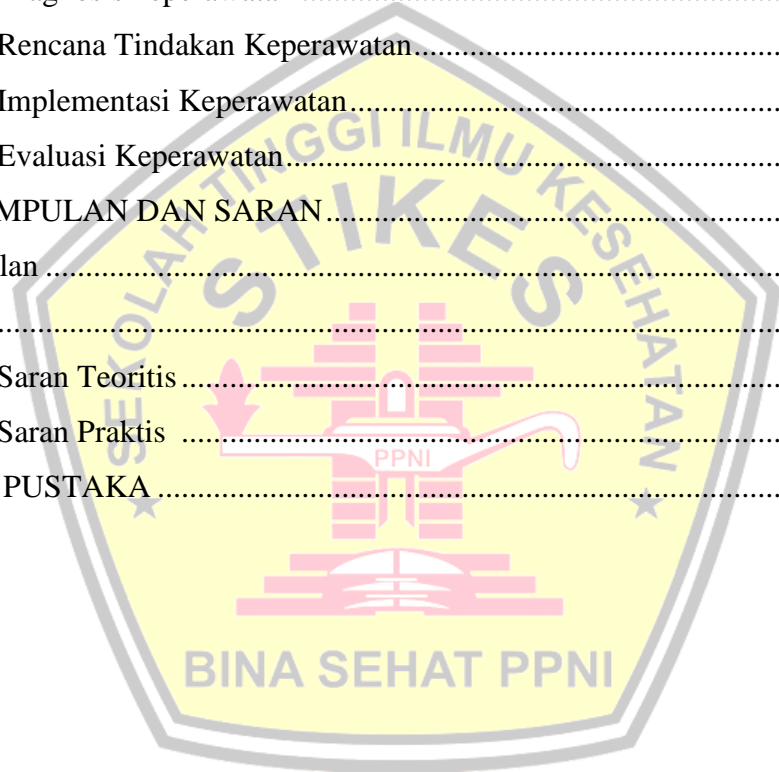 Rencana Tindakan Keperawatan........................................
Implementasi Keperawatan........................................
Evaluasi Keperawatan........................................
MPULAN DAN SARAN........................................
lan ........................................
........................................
Saran Teoritis ........................................
Saran Praktis ........................................
PUSTAKA ........................................
SEKOLAH TINGGI ILMU KESEHATAN
STIKES
PPNI
BINA SEHAT PPNI